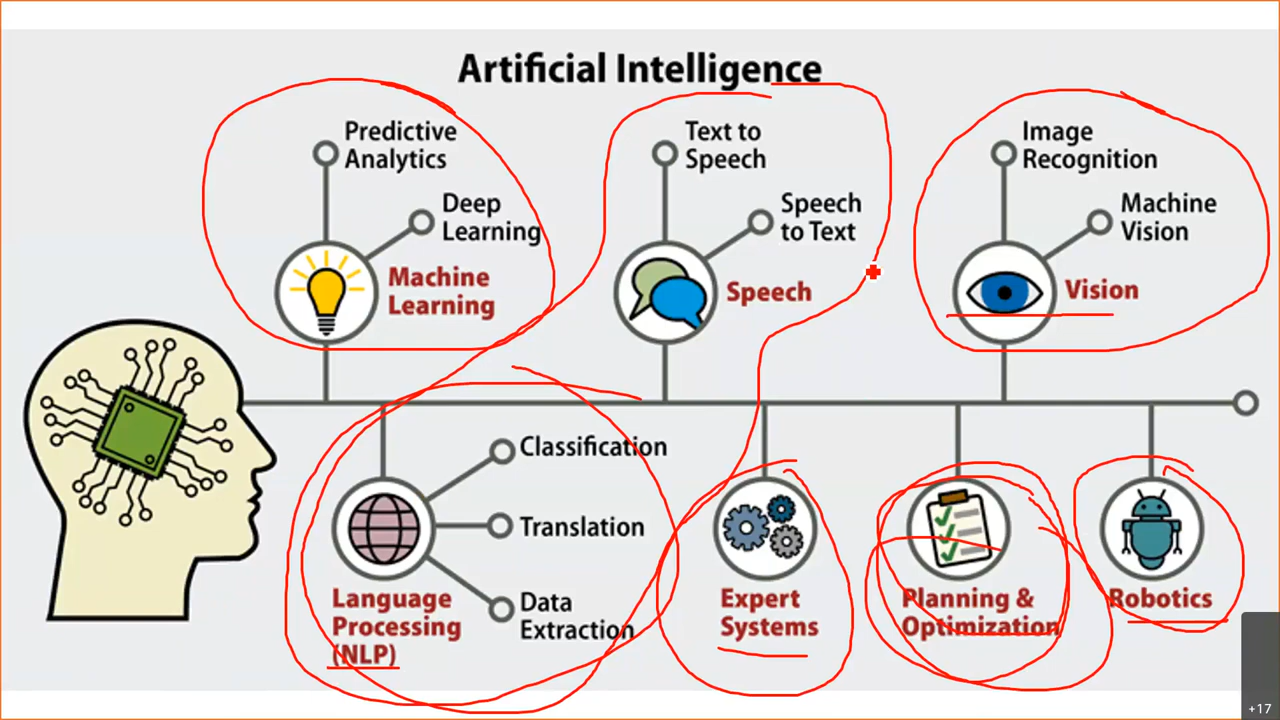 Artificial Intelligence
Predictive
Analytics
Deep
Learning
Machine
Learning
Text to
Speech
Speech
to Text
Speech
Image
Recognition
Machine
Vision
Vision
Classification
Translation
Data
Extraction
Language
Processing
(NLP)
Expert
Systems
Planning &
Optimization
Robotics
+17